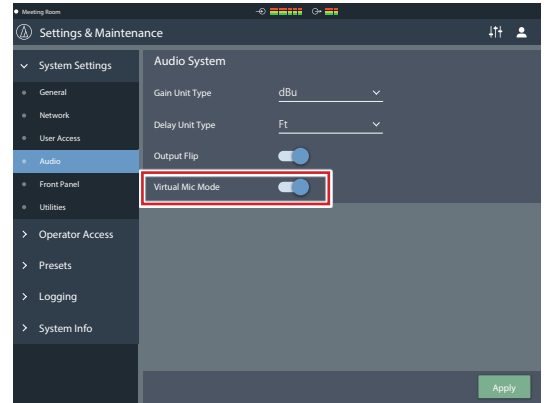 Meeting Room
Settings & Maintenance
System Settings
General
Network
User Access
Audio
Front Panel
Utilities
Operator Access
Presets
Logging
System Info
Audio System
Gain Unit Type dBu
Delay Unit Type Ft
Output Flip
Virtual Mic Mode
Apply